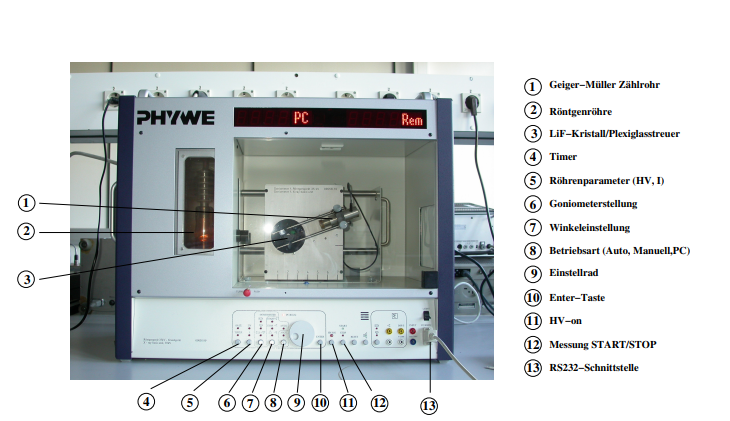 PHYWE
PC
Rem
1
2
3
4
5
6
7
8
9
10
11
12
13
1 Geiger−Müller Zählrohr
2 Röntgenröhre
3 LiF−Kristall/Plexiglasstreuer
4 Timer
5 Röhrenparameter (HV, I)
6 Goniometerstellung
7 Winkeleinstellung
8 Betriebsart (Auto, Manuell,PC)
9 Einstellrad
10 Enter−Taste
11 HV−on
12 Messung START/STOP
13 RS232−Schnittstelle